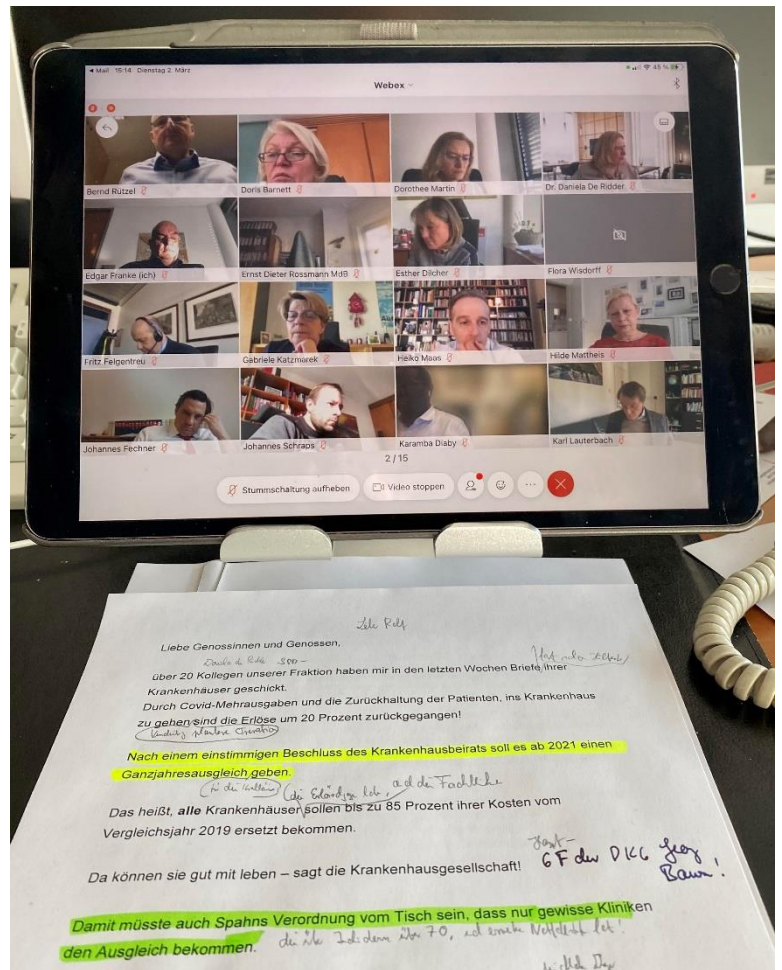 Mail 15:14 Dienstag 2. März
45 %
Webex
Bernd Rützel
Doris Barnett
Dorothee Martin
Dr. Daniela De Ridder
Edgar Franke (ich)
Ernst Dieter Rossmann MdB
Esther Dilcher
Flora Wisdorff
Fritz Felgentreu
Gabriele Katzmarek
Heiko Maas
Hilde Mattheis
Johannes Fechner
Johannes Schraps
Karamba Diaby
Karl Lauterbach
2/15
Stummschaltung aufheben
Video stoppen
Liebe Genossinnen und Genossen,
über 20 Kollegen unserer Fraktion haben mir in den letzten Wochen Briefe ihrer
Krankenhäuser geschickt.
Durch Covid-Mehrausgaben und die Zurückhaltung der Patienten, ins Krankenhaus
zu gehen sind die Erlöse um 20 Prozent zurückgegangen!
Nach einem einstimmigen Beschluss des Krankenhausbeirats soll es ab 2021 einen
Ganzjahresausgleich geben.
Das heißt, alle Krankenhäuser sollen bis zu 85 Prozent ihrer Kosten vom
Vergleichsjahr 2019 ersetzt bekommen.
Da können sie gut mit leben – sagt die Krankenhausgesellschaft!
der DKG
Damit müsste auch Spahns Verordnung vom Tisch sein, dass nur gewisse Kliniken
den Ausgleich bekommen.